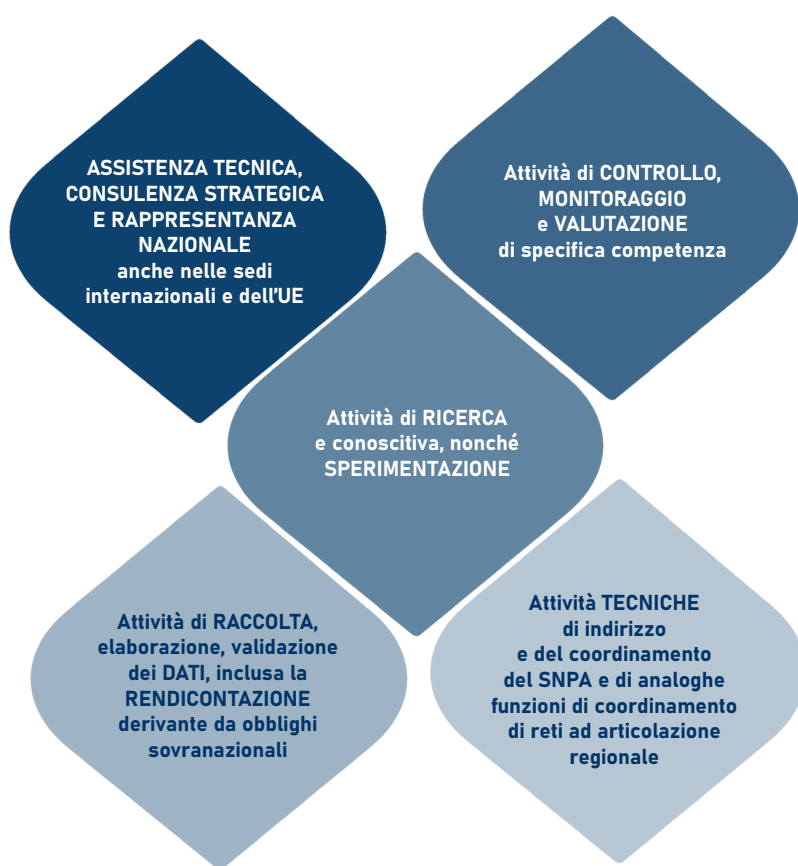 ASSISTENZA TECNICA,
CONSULENZA STRATEGICA
E RAPPRESENTANZA
NAZIONALE
anche nelle sedi
internazionali e dell'UE
Attività di CONTROLLO,
MONITORAGGIO
e VALUTAZIONE
di specifica competenza
Attività di RICERCA
e conoscitiva, nonché
SPERIMENTAZIONE
Attività di RACCOLTA,
elaborazione, validazione
dei DATI, inclusa la
RENDICONTAZIONE
derivante da obblighi
sovranazionali
Attività TECNICHE
di indirizzo
e del coordinamento
del SNPA e di analoghe
funzioni di coordinamento
di reti ad articolazione
regionale